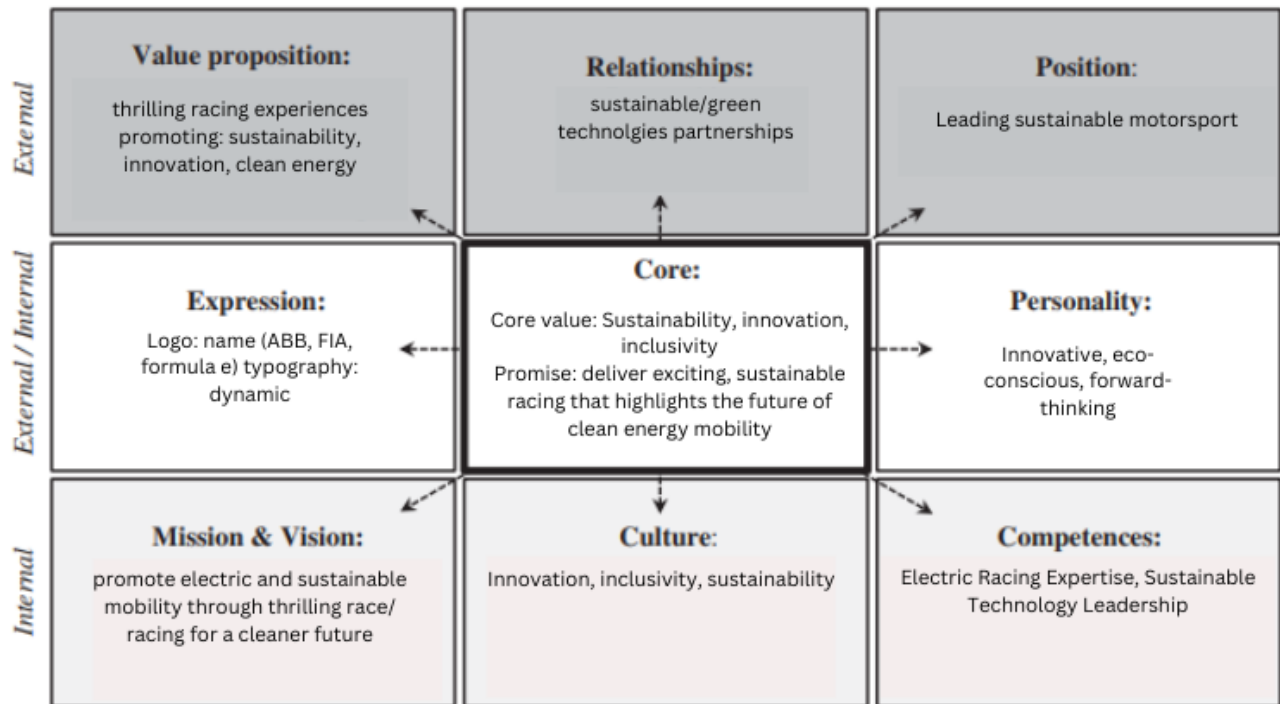 External
Value proposition:
thrilling racing experiences
promoting: sustainability,
innovation, clean energy
Relationships:
sustainable/green
technolgies partnerships
Position:
Leading sustainable motorsport
External / Internal
Expression:
Logo: name (ABB, FIA,
formula e) typography:
dynamic
Core:
Core value: Sustainability, innovation,
inclusivity
Promise: deliver exciting, sustainable
racing that highlights the future of
clean energy mobility
Personality:
Innovative, eco-
conscious, forward-
thinking
Internal
Mission & Vision:
promote electric and sustainable
mobility through thrilling race/
racing for a cleaner future
Culture:
Innovation, inclusivity, sustainability
Competences:
Electric Racing Expertise, Sustainable
Technology Leadership